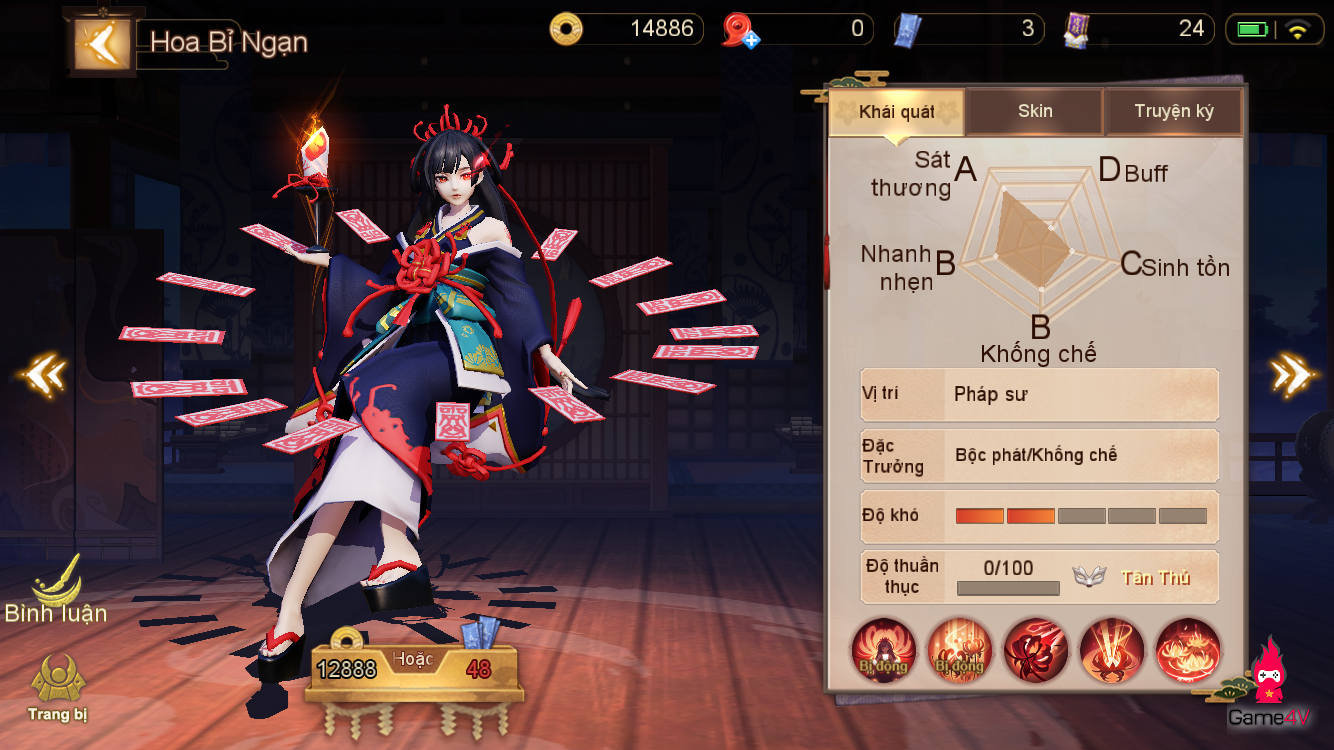 Hoa Bỉ Ngạn
14886
0
3
24
Khái quát
Skin
Truyện ký
Sát
thương
A
D Buff
Nhanh
nhẹn
B
C Sinh tồn
B
Khống chế
Vị trí
Pháp sư
Đặc
Trưởng
Bộc phát/Khống chế
Độ khó
Độ thuần
thục
0/100
Tân Thủ
Bị động
Bị động
Bình luận
Trang bị
12888
Hoặc
48
Game4V